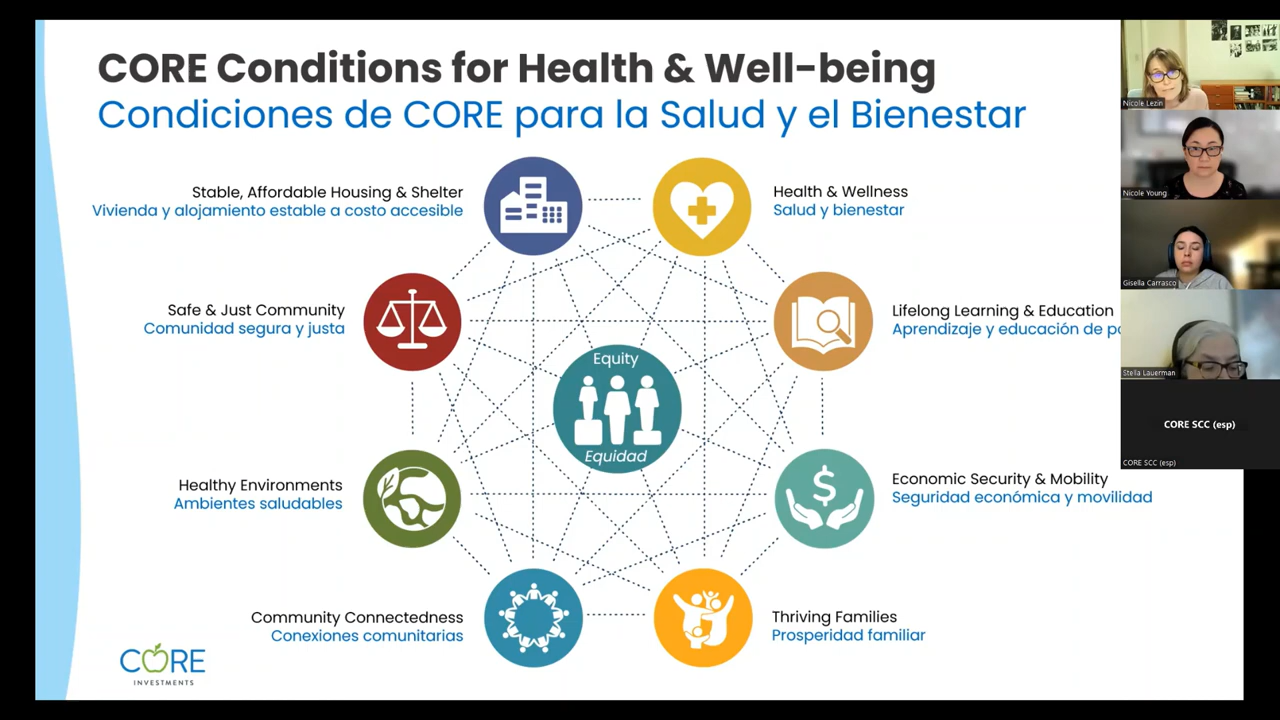 CORE Conditions for Health & Well-being
Condiciones de CORE para la Salud y el Bienestar
Stable, Affordable Housing & Shelter
Vivienda y alojamiento estable a costo accesible
Health & Wellness
Salud y bienestar
Safe & Just Community
Comunidad segura y justa
Lifelong Learning & Education
Aprendizaje y educación de
Equity
Equidad
Healthy Environments
Ambientes saludables
Economic Security & Mobility
Seguridad económica y movilidad
Community Connectedness
Conexiones comunitarias
Thriving Families
Prosperidad familiar
CORE
INVESTMENTS
Nicole Lezin
Nicole Young
Gisella Carrasco
Stella Lauerman
CORE SCC (esp)
CORE SCC (esp)